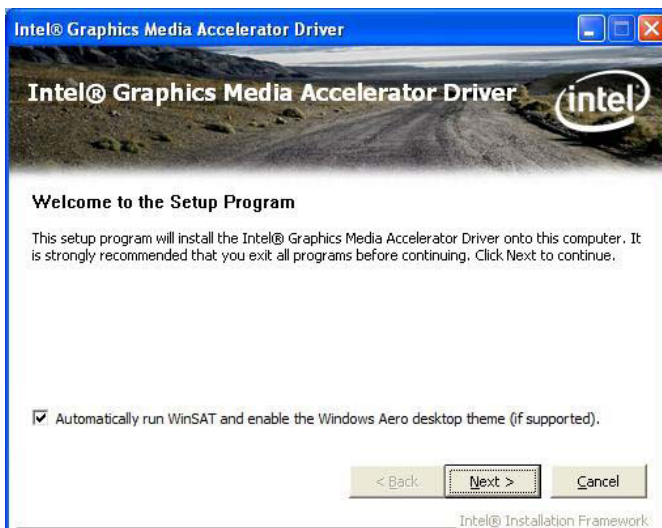 Intel® Graphics Media Accelerator Driver
Intel® Graphics Media Accelerator Driver
intel
Welcome to the Setup Program
This setup program will install the Intel® Graphics Media Accelerator Driver onto this computer. It
is strongly recommended that you exit all programs before continuing. Click Next to continue.
Automatically run WinSAT and enable the Windows Aero desktop theme (if supported).
< Back Next > Cancel
Intel® Installation Framework